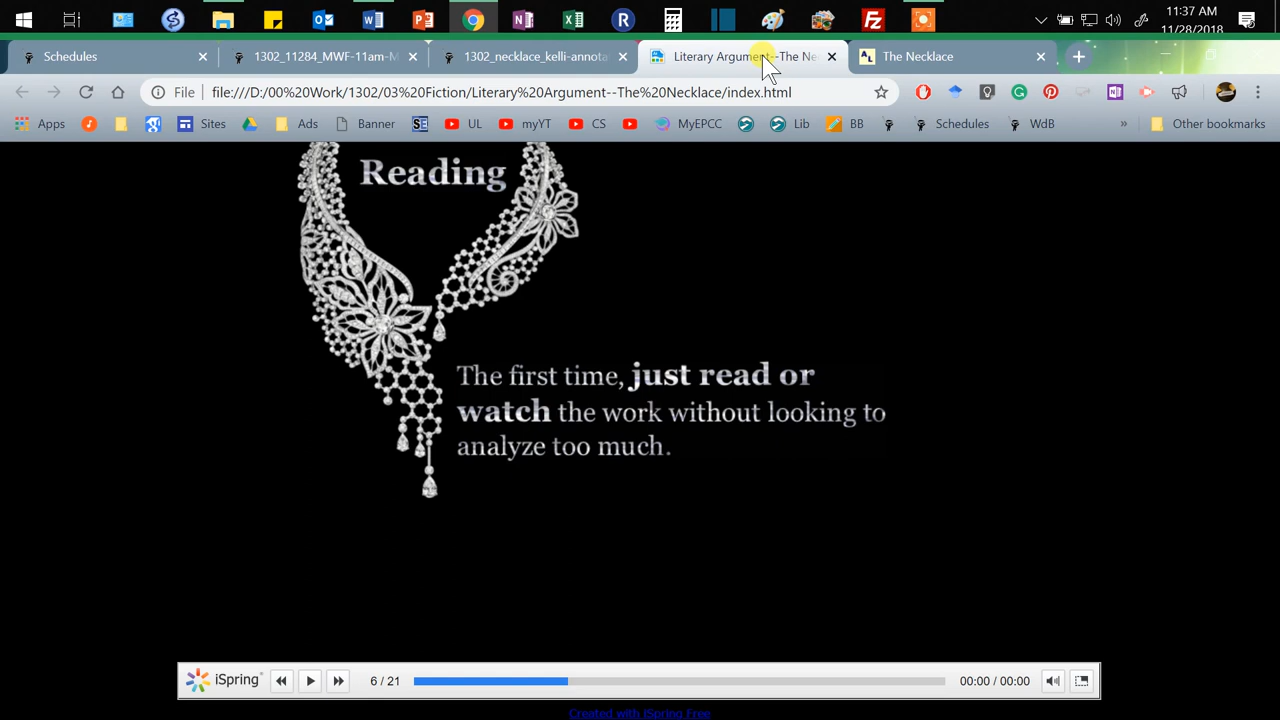 11:37 AM
11/28/2018
Schedules
1302_11284_MWF-11am-M
1302_necklace_kelli-annota
Literary Argument--The Ne
The Necklace
File
file:///D:/00%20Work/1302/03%20Fiction/Literary%20Argument--The%20Necklace/index.html
Apps
Sites
Ads
Banner
UL
myYT
CS
MyEPCC
Lib
BB
Schedules
WdB
Other bookmarks
Reading
The first time, just read or
watch the work without looking to
analyze too much.
iSpring
6 / 21
00:00 / 00:00
Created with iSpring Free